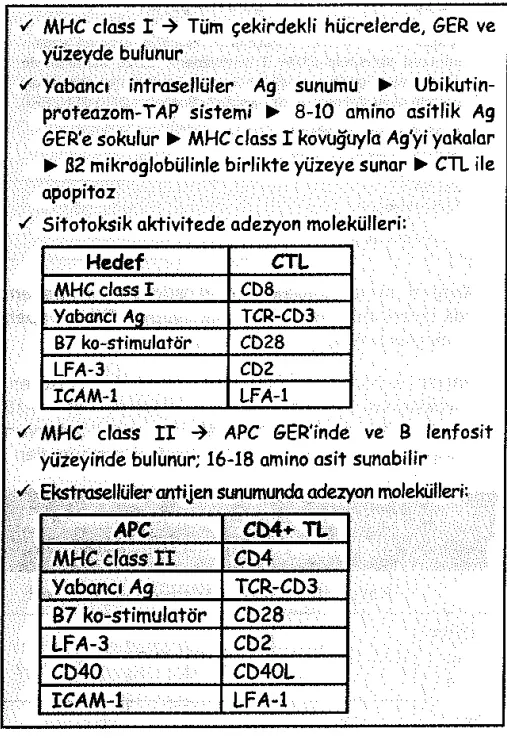 ✓ MHC class I → Tüm çekirdekli hücrelerde, GER ve
yüzeyde bulunur
✓ Yabancı intrasellüler Ag sunumu ► Ubikutin-
proteazom-TAP sistemi ► 8-10 amino asitlik Ag
GER'e sokulur ► MHC class I kovuğuyla Ag'yi yakalar
► ß2 mikroglobülinle birlikte yüzeye sunar ► CTL ile
apopitoz
✓ Sitotoksik aktivitede adezyon molekülleri:
Hedef CTL
MHC class I CD8
Yabancı Ag TCR-CD3
B7 ko-stimulatör CD28
LFA-3 CD2
ICAM-1 LFA-1
✓ MHC class II → APC GER'inde ve B lenfosit
yüzeyinde bulunur; 16-18 amino asit sunabilir
✓ Ekstrasellüler antijen sunumunda adezyon molekülleri:
APC CD4+ TL
MHC class II CD4
Yabancı Ag TCR-CD3
B7 ko-stimulatör CD28
LFA-3 CD2
CD40 CD40L
ICAM-1 LFA-1